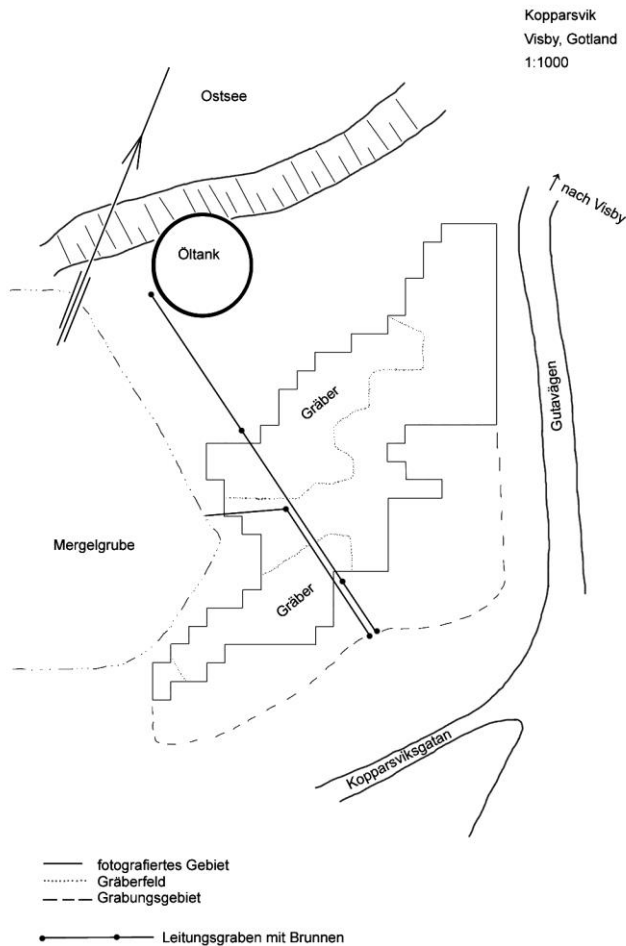 Kopparsvik
Visby, Gotland
1:1000
Ostsee
nach Visby
Öltank
Gräber
Gutavägen
Mergelgrube
Gräber
Kopparsviksgatan
fotografiertes Gebiet
Gräberfeld
Grabungsgebiet
Leitungsgraben mit Brunnen